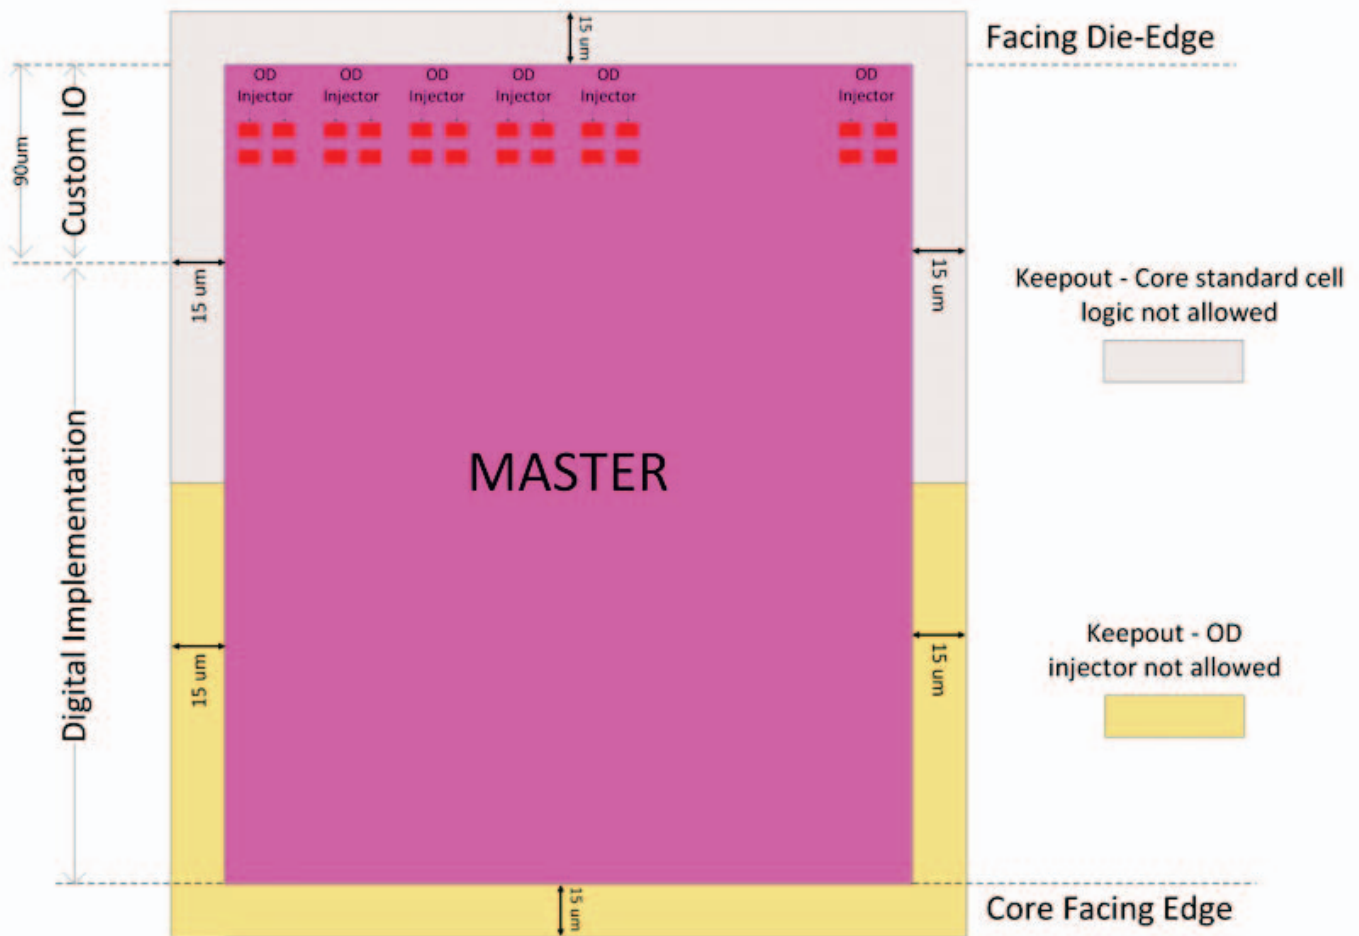 15 um
Facing Die-Edge
OD
Injector
OD
Injector
OD
Injector
OD
Injector
OD
Injector
OD
Injector
90um
Custom IO
15 um
15 um
Keepout - Core standard cell
logic not allowed
MASTER
Digital Implementation
15 um
15 um
Keepout - OD
injector not allowed
15 um
Core Facing Edge